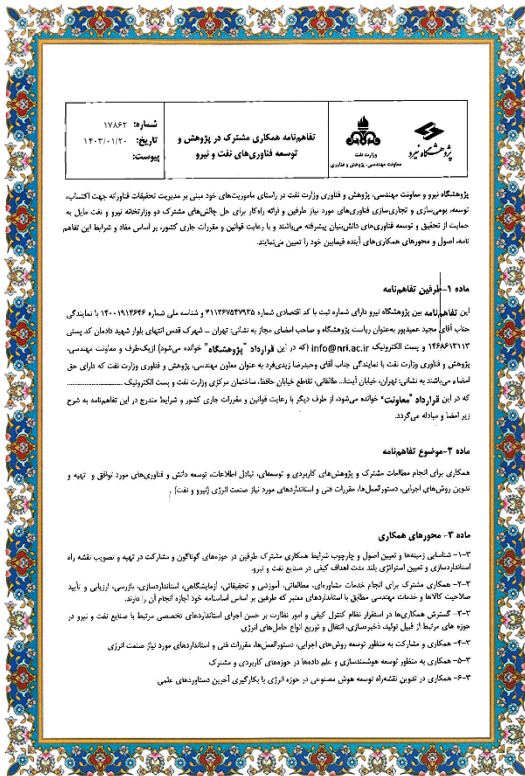 شماره: ۱۷۸۶۲
تاریخ: ۱۴۰۳/۰۱/۲۰
پیوست:
تفاهم‌نامه همکاری مشترک در پژوهش و
توسعه فناوری‌های نفت و نیرو
وزارت نفت
معاونت مهندسی، پژوهش و فناوری
پژوهشگاه نیرو
پژوهشگاه نیرو و معاونت مهندسی، پژوهش و فناوری وزارت نفت در راستای ماموریت‌های خود مبنی بر مدیریت تحقیقات فناورانه جهت اکتساب،
توسعه، بومی‌سازی و تجاری‌سازی فناوری‌های مورد نیاز طرفین و ارائه راه‌کار برای حل چالش‌های مشترک دو وزارتخانه نیرو و نفت مایل به
حمایت از تحقیق و توسعه فناوری‌های دانش‌بنیان پیشرفته می‌باشند و با رعایت قوانین و مقررات جاری کشور، بر اساس مفاد و شرایط این تفاهم
نامه، اصول و محورهای همکاری‌های آینده فیمابین خود را تعیین می‌نمایند.
ماده ۱-طرفین تفاهم‌نامه
این تفاهم‌نامه بین پژوهشگاه نیرو دارای شماره ثبت با کد اقتصادی شماره ۴۱۱۳۶۷۵۴۷۹۳۵ و شناسه ملی شماره ۱۴۰۰۱۹۱۴۶۴۶ با نمایندگی
جناب آقای مجید عمیدپور به‌عنوان ریاست پژوهشگاه و صاحب امضای مجاز به نشانی: تهران – شهرک قدس انتهای بلوار شهید دادمان کد پستی
۱۴۶۸۶۱۳۱۱۳ و پست الکترونیک info@nri.ac.ir (که در این قرارداد "پژوهشگاه" خوانده می‌شود) ازیک‌طرف و معاونت مهندسی،
پژوهش و فناوری وزارت نفت با نمایندگی جناب آقای وحیدرضا زیدی‌فرد به عنوان معاون مهندسی، پژوهش و فناوری وزارت نفت که دارای حق
امضاء می‌باشند به نشانی: تهران، خیابان آیت‌ا... طالقانی، تقاطع خیابان حافظ، ساختمان مرکزی وزارت نفت و پست الکترونیک
که در این قرارداد "معاونت" خوانده می‌شود، از طرف دیگر با رعایت قوانین و مقررات جاری کشور و شرایط مندرج در این تفاهم‌نامه به شرح
زیر امضا و مبادله می‌گردد.
ماده ۲-موضوع تفاهم‌نامه
همکاری برای انجام مطالعات مشترک و پژوهش‌های کاربردی و توسعه‌ای، تبادل اطلاعات، توسعه دانش و فناوری‌های مورد توافق و تهیه و
تدوین روش‌های اجرایی، دستورالعمل‌ها، مقررات فنی و استانداردهای مورد نیاز صنعت انرژی (نیرو و نفت)
ماده ۳- محورهای همکاری
۳-۱- شناسایی زمینه‌ها و تعیین اصول و چارچوب شرایط همکاری مشترک طرفین در حوزه‌های گوناگون و مشارکت در تهیه و تصویب نقشه راه
استانداردسازی و تعیین استراتژی بلند مدت اهداف کیفی در صنایع نفت و نیرو.
۳-۲- همکاری مشترک برای انجام خدمات مشاوره‌ای، مطالعاتی، آموزشی و تحقیقاتی، آزمایشگاهی، استانداردسازی، بازرسی، ارزیابی و تأیید
صلاحیت کالاها و خدمات مهندسی مطابق با استانداردهای معتبر که طرفین بر اساس اساسنامه خود اجازه انجام آن را دارند.
۳-۳- گسترش همکاری‌ها در استقرار نظام کنترل کیفی و امور نظارت بر حسن اجرای استانداردهای تخصصی مرتبط با صنایع نفت و نیرو در
حوزه های مرتبط از قبیل تولید، ذخیره‌سازی، انتقال و توزیع انواع حامل‌های انرژی
۳-۴- همکاری و مشارکت به منظور توسعه روش‌های اجرایی، دستورالعمل‌ها، مقررات فنی و استانداردهای مورد نیاز صنعت انرژی
۳-۵- همکاری به منظور توسعه هوشمندسازی و علم داده‌ها در حوزه‌های کاربردی و مشترک
۳-۶- همکاری در تدوین نقشه‌راه توسعه هوش مصنوعی در حوزه انرژی با بکارگیری آخرین دستاوردهای علمی